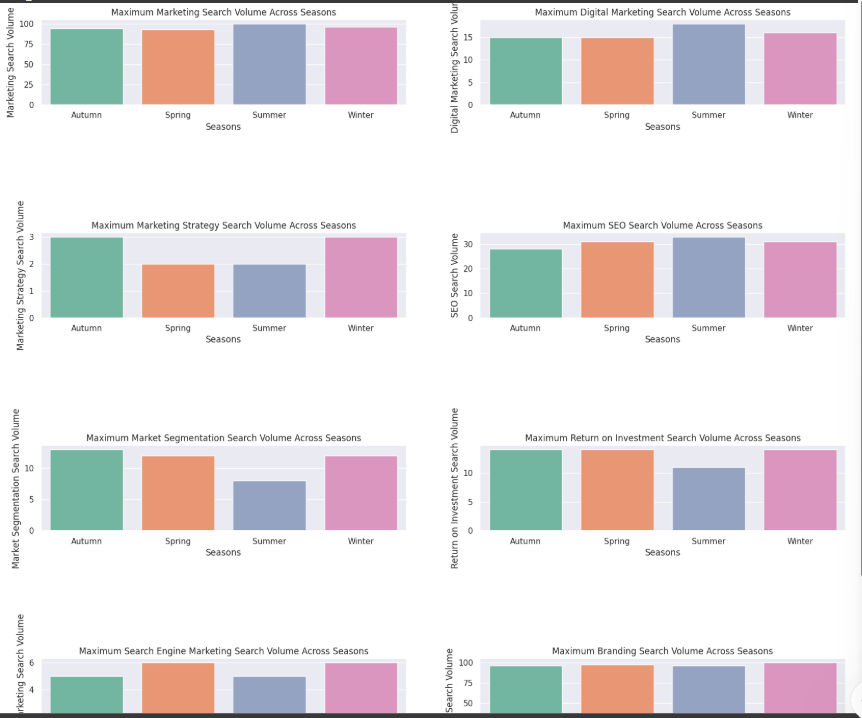 Maximum Marketing Search Volume Across Seasons
Marketing Search Volume
100
75
50
25
0
Autumn Spring Summer Winter
Seasons
Maximum Digital Marketing Search Volume Across Seasons
Digital Marketing Search
15
10
5
0
Autumn Spring Summer Winter
Seasons
Maximum Marketing Strategy Search Volume Across Seasons
Marketing Strategy Search Volume
3
2
1
0
Autumn Spring Summer Winter
Seasons
Maximum SEO Search Volume Across Seasons
SEO Search Volume
30
20
10
0
Autumn Spring Summer Winter
Seasons
Maximum Market Segmentation Search Volume Across Seasons
Market Segmentation Search Volume
10
5
0
Autumn Spring Summer Winter
Seasons
Maximum Return on Investment Search Volume Across Seasons
Return on Investment Search Volume
10
5
0
Autumn Spring Summer Winter
Seasons
Maximum Search Engine Marketing Search Volume Across Seasons
Search Volume
6
4
Maximum Branding Search Volume Across Seasons
Search Volume
100
75
50